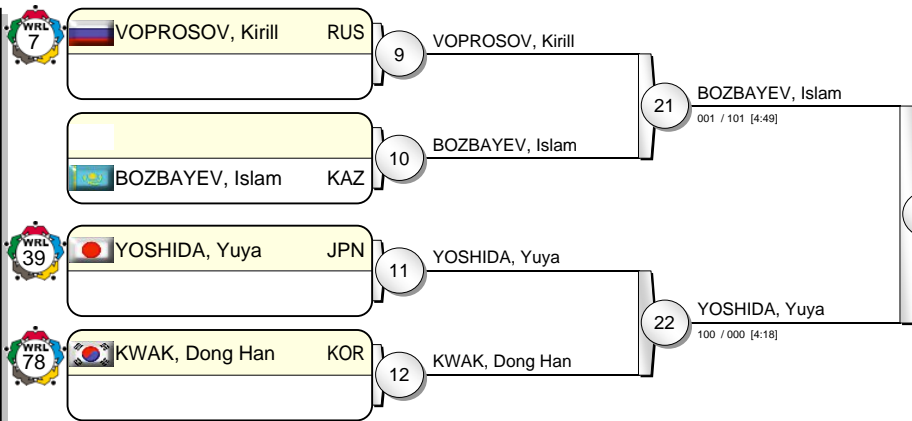 WRL
7
VOPROSOV, Kirill RUS
9
VOPROSOV, Kirill
21
BOZBAYEV, Islam
001 / 101 [4:49]
10
BOZBAYEV, Islam
BOZBAYEV, Islam KAZ
WRL
39
YOSHIDA, Yuya JPN
11
YOSHIDA, Yuya
22
YOSHIDA, Yuya
100 / 000 [4:18]
WRL
78
KWAK, Dong Han KOR
12
KWAK, Dong Han